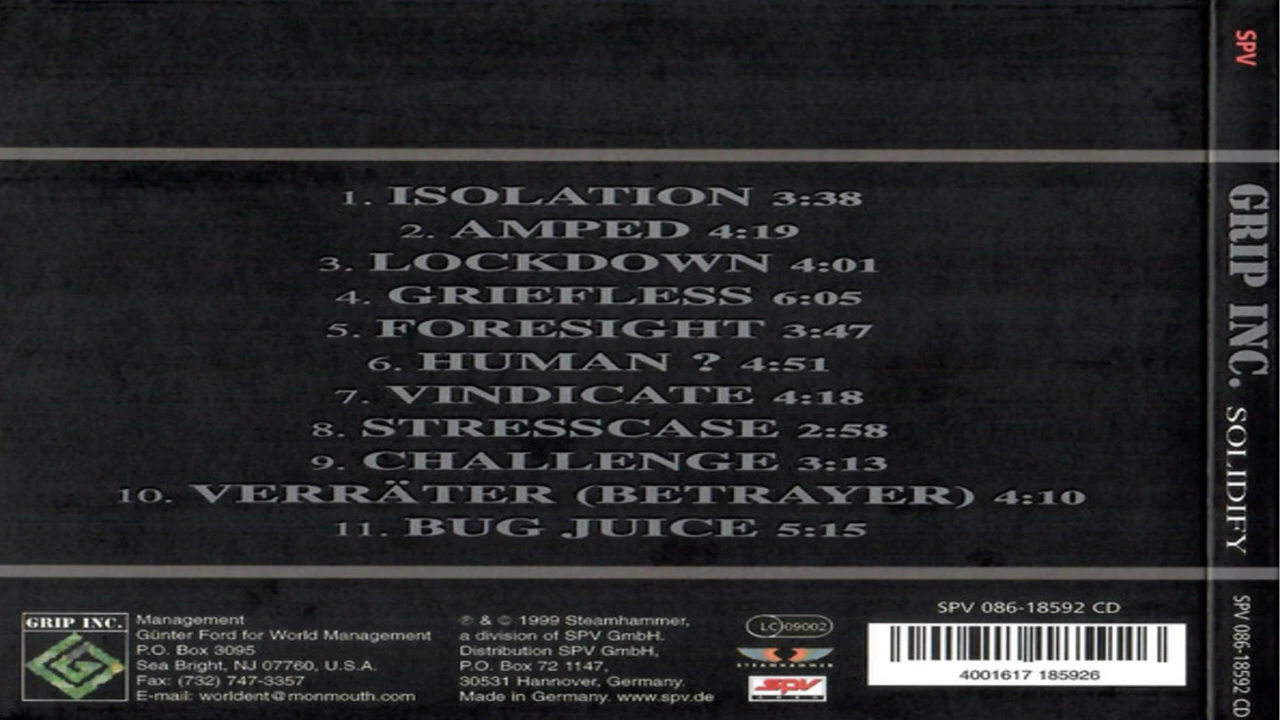 1. ISOLATION 3:38
2. AMPED 4:19
3. LOCKDOWN 4:01
4. GRIEFLESS 6:05
5. FORESIGHT 3:47
6. HUMAN ? 4:51
7. VINDICATE 4:18
8. STRESSCASE 2:58
9. CHALLENGE 3:13
10. VERRÄTER (BETRAYER) 4:10
11. BUG JUICE 5:15
GRIP INC.
Management
Günter Ford for World Management
P.O. Box 3095
Sea Bright, NJ 07760, U.S.A.
Fax: (732) 747-3357
E-mail: worldent@monmouth.com
℗ & © 1999 Steamhammer,
a division of SPV GmbH.
Distribution SPV GmbH,
P.O. Box 72 1147,
30531 Hannover, Germany.
Made in Germany. www.spv.de
LC 09002
STEAMHAMMER
SPV
SPV 086-18592 CD
4001617 185926
SPV
GRIP INC. SOLIDIFY
SPV 086-18592 CD